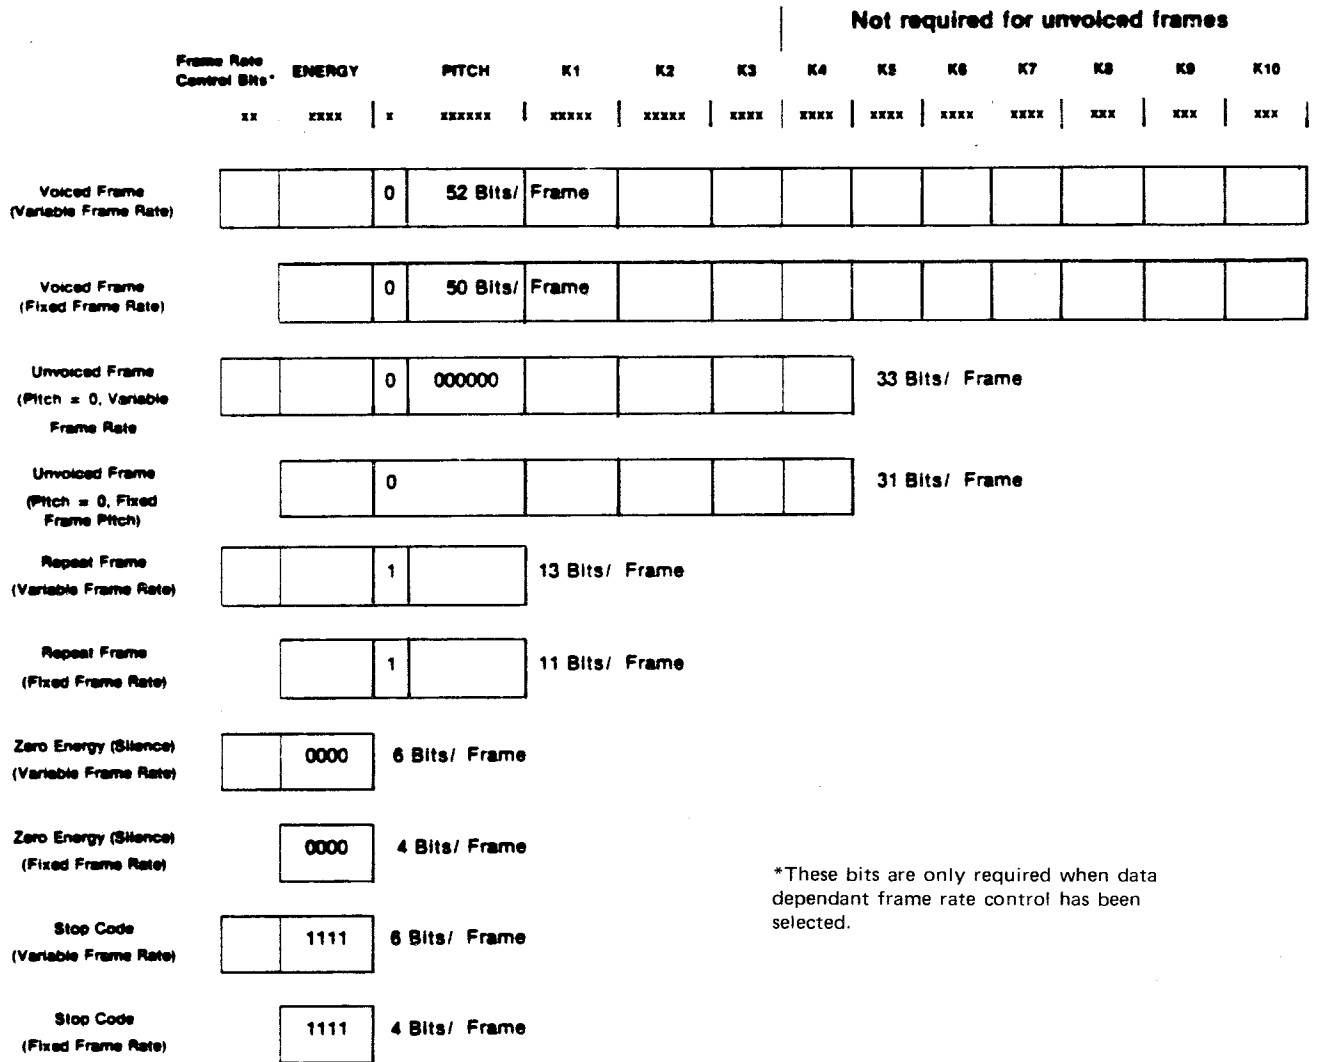 Not required for unvoiced frames
Frame Rate
Control Bits* ENERGY PITCH K1 K2 K3 K4 K5 K6 K7 K8 K9 K10
xx xxxx x xxxxxx xxxxx xxxxx xxxx xxxx xxxx xxxx xxxx xxx xxx xxx
Voiced Frame
(Variable Frame Rate)
0 52 Bits/ Frame
Voiced Frame
(Fixed Frame Rate)
0 50 Bits/ Frame
Unvoiced Frame
(Pitch = 0, Variable
Frame Rate
0 000000 33 Bits/ Frame
Unvoiced Frame
(Pitch = 0, Fixed
Frame Pitch)
0 31 Bits/ Frame
Repeat Frame
(Variable Frame Rate)
1 13 Bits/ Frame
Repeat Frame
(Fixed Frame Rate)
1 11 Bits/ Frame
Zero Energy (Silence)
(Variable Frame Rate)
0000 6 Bits/ Frame
Zero Energy (Silence)
(Fixed Frame Rate)
0000 4 Bits/ Frame
*These bits are only required when data
dependant frame rate control has been
selected.
Stop Code
(Variable Frame Rate)
1111 6 Bits/ Frame
Stop Code
(Fixed Frame Rate)
1111 4 Bits/ Frame